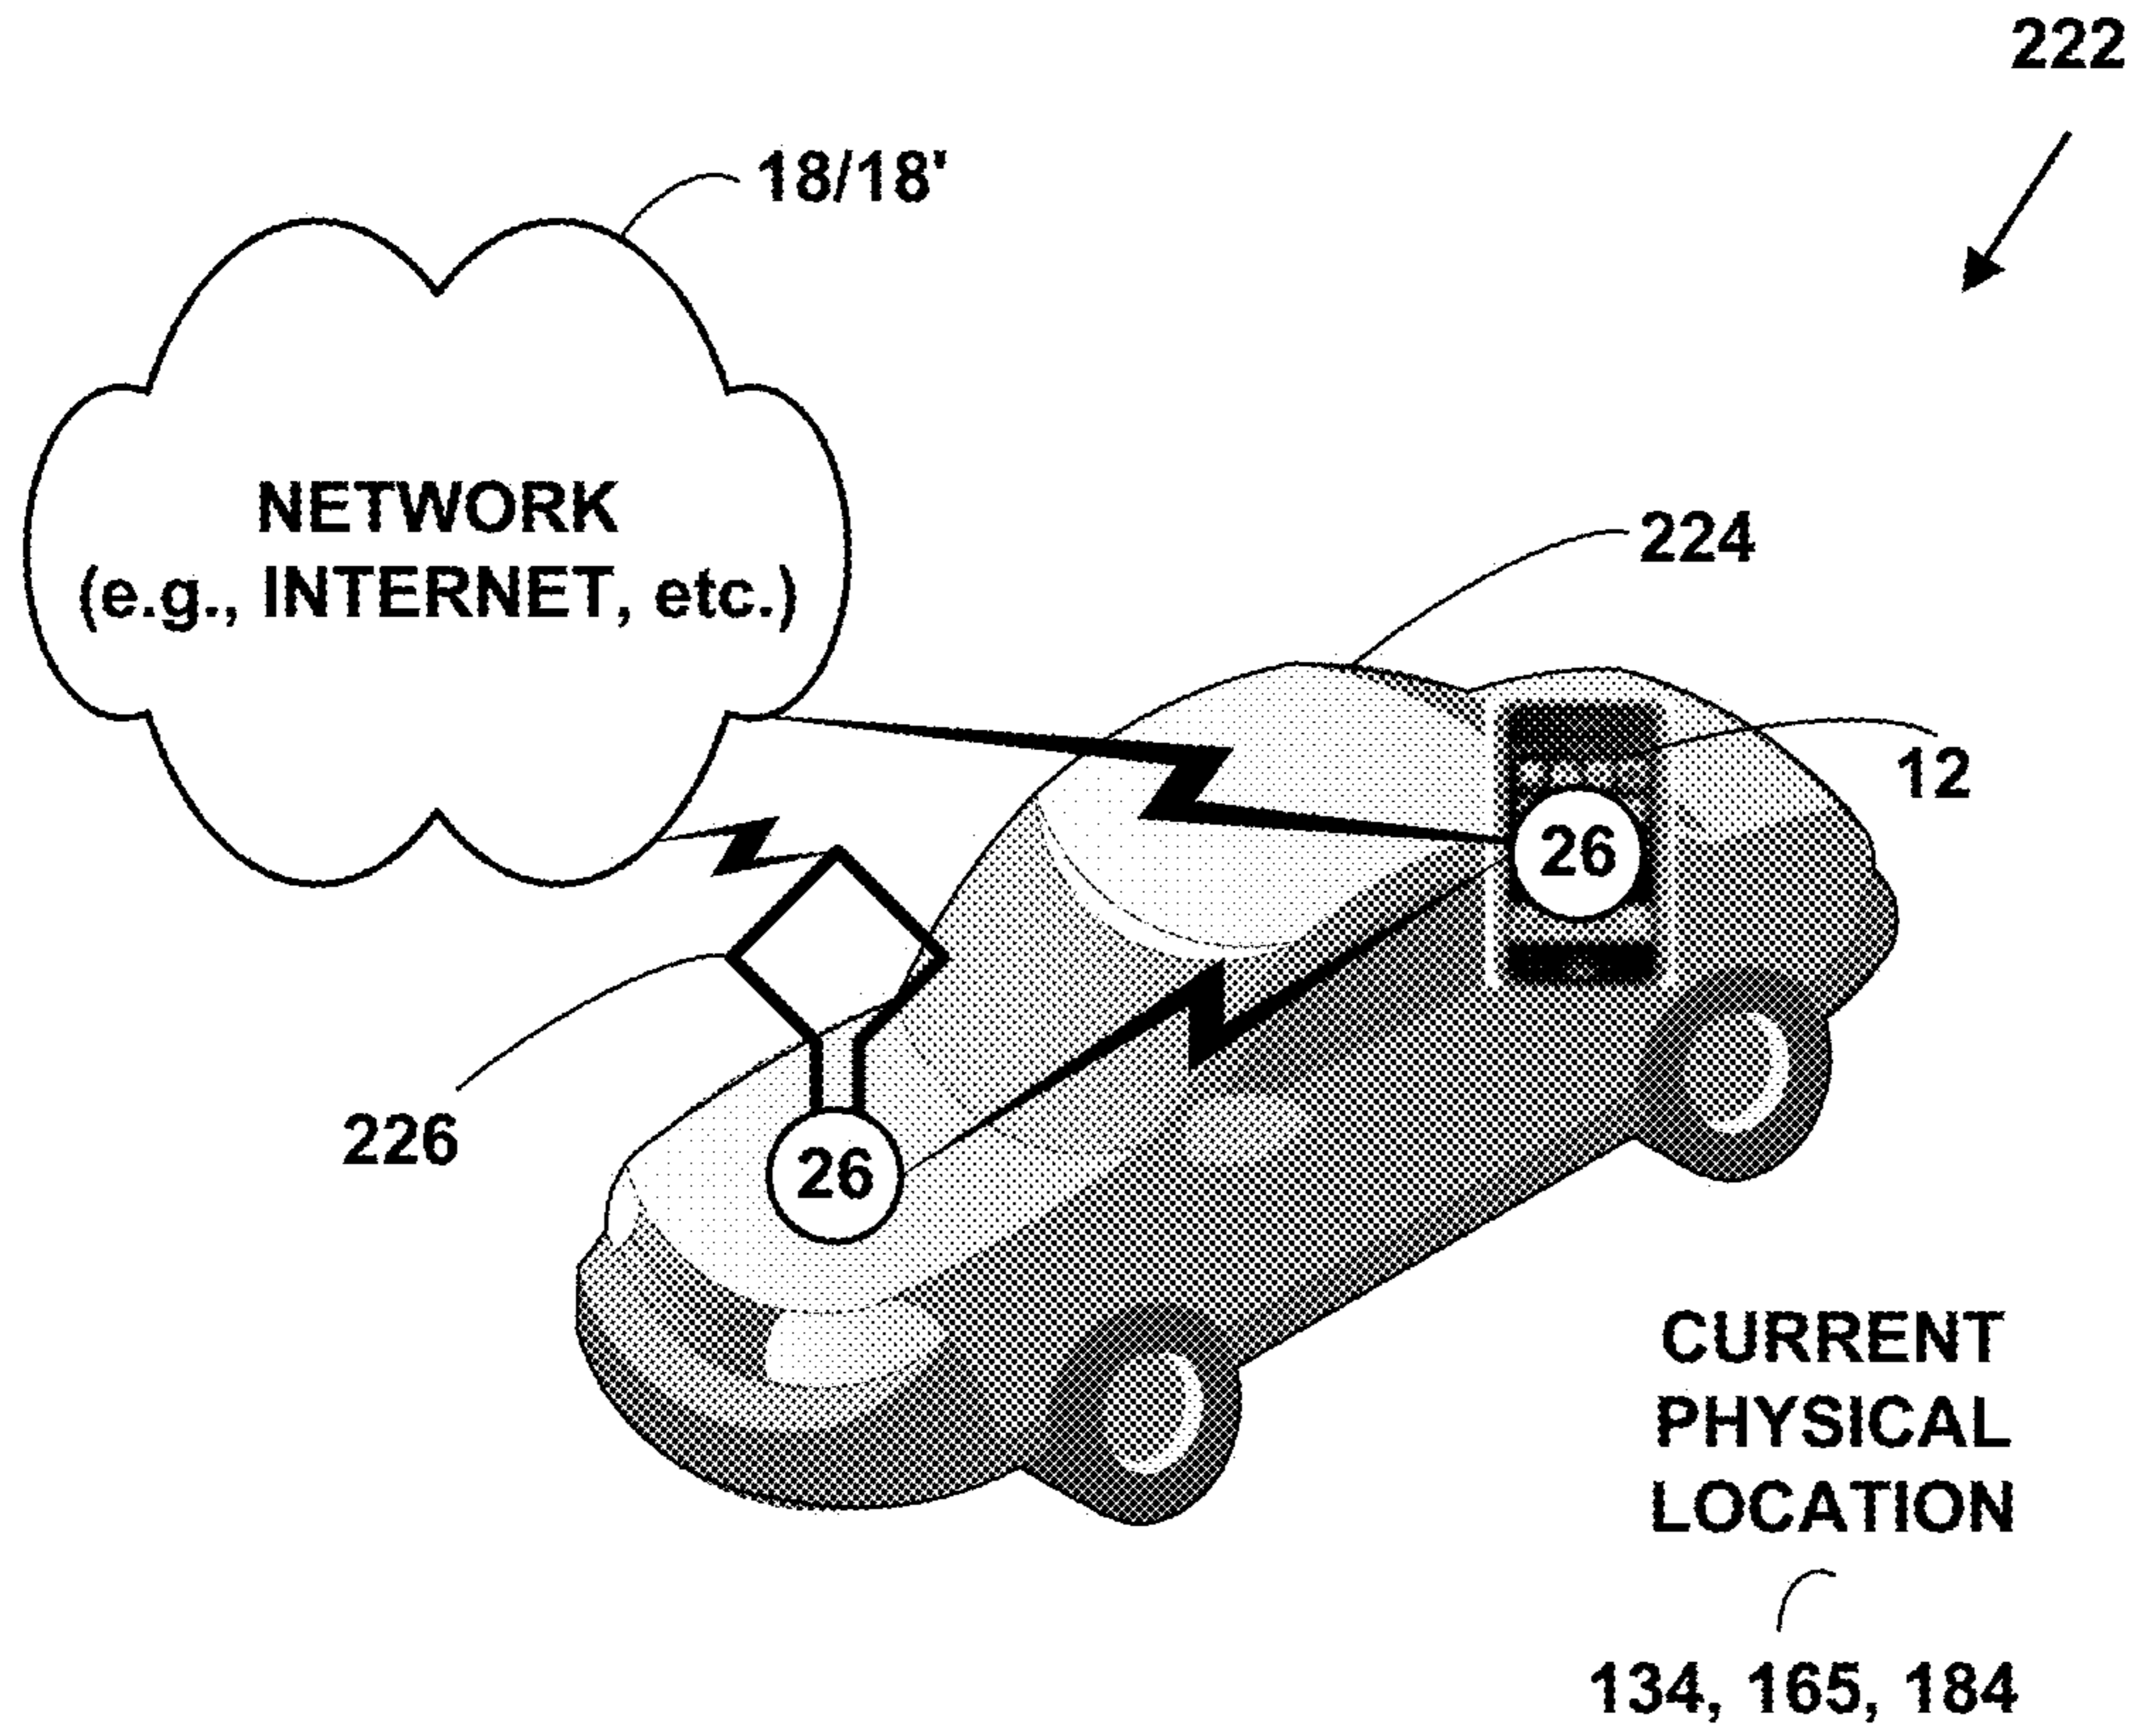 222
18/18'
NETWORK
(e.g., INTERNET, etc.)
224
12
26
226
26
CURRENT
PHYSICAL
LOCATION
134, 165, 184